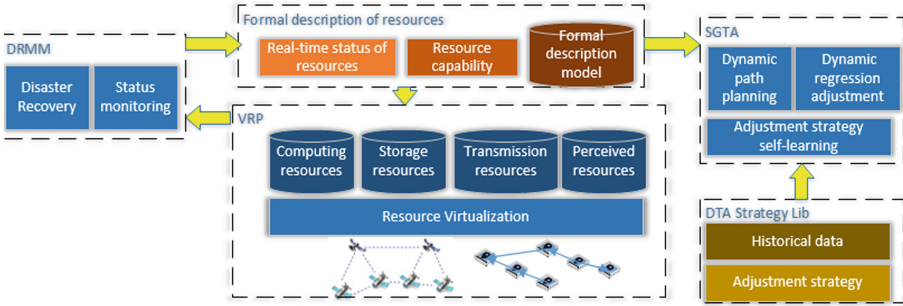 Formal description of resources
DRMM
SGTA
Real-time status of
resources
Resource
capability
Formal
description
model
Disaster
Recovery
Status
monitoring
Dynamic
path
planning
Dynamic
regression
adjustment
Adjustment strategy
self-learning
VRP
Computing
resources
Storage
resources
Transmission
resources
Perceived
resources
Resource Virtualization
DTA Strategy Lib
Historical data
Adjustment strategy